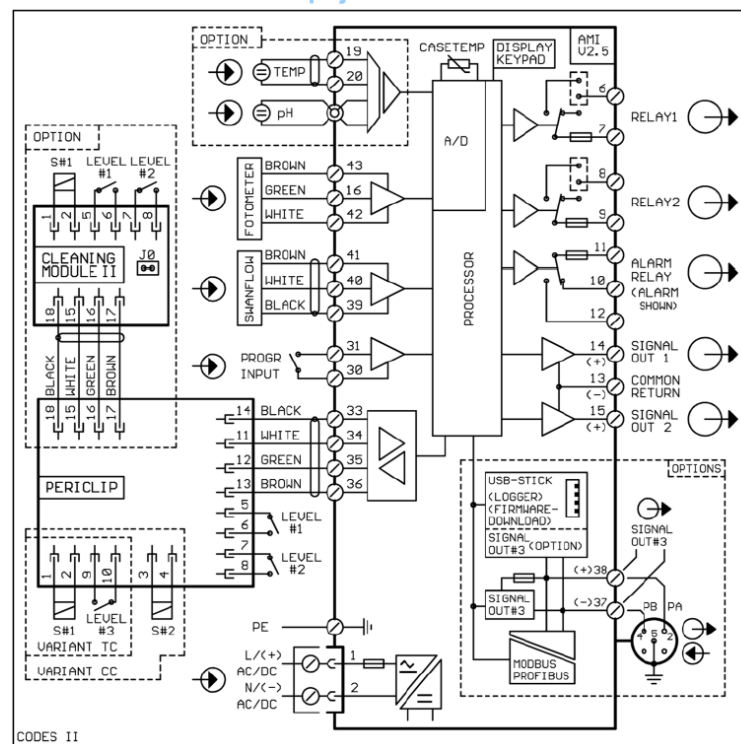 OPTION
19
CASETEMP
DISPLAY
KEYPAD
AMI
V2.5
TEMP
20
pH
A/D
6
RELAY1
7
OPTION
S#1
LEVEL
#1
LEVEL
#2
1
2
5
6
7
8
CLEANING
MODULE II
J0
18
15
16
17
BLACK
WHITE
GREEN
BROWN
18
15
16
17
FOTOMETER
BROWN
43
GREEN
16
WHITE
42
8
RELAY2
9
SWANFLOW
BROWN
41
WHITE
40
BLACK
39
PROCESSOR
11
ALARM
RELAY
(ALARM
SHOWN)
10
12
PROGR
INPUT
31
30
14
(+)
SIGNAL
OUT 1
13
(-)
COMMON
RETURN
15
(+)
SIGNAL
OUT 2
PERICLIP
14
BLACK
33
11
WHITE
34
12
GREEN
35
13
BROWN
36
5
LEVEL
#1
6
7
LEVEL
#2
8
1
2
9
10
3
4
S#1
LEVEL
#3
S#2
VARIANT TC
VARIANT CC
OPTIONS
USB-STICK
(LOGGER)
(FIRMWARE-
DOWNLOAD)
SIGNAL
OUT#3 (OPTION)
SIGNAL
OUT#3
(+)38
SIGNAL
OUT#3
(-)37
PB
PA
4
5
2
MODBUS
PROFIBUS
PE
L/(+)
AC/DC
1
N/(-)
AC/DC
2
CODES II